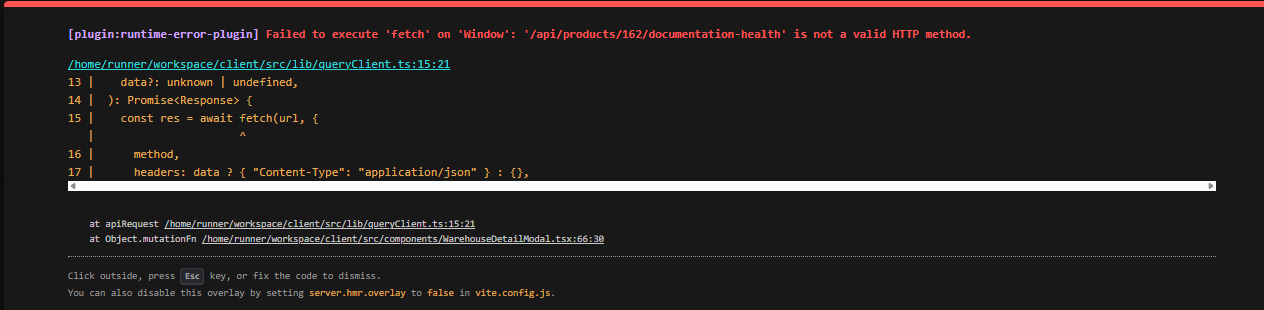 [plugin:runtime-error-plugin] Failed to execute 'fetch' on 'Window': '/api/products/162/documentation-health' is not a valid HTTP method.
/home/runner/workspace/client/src/lib/queryClient.ts:15:21
13 |    data?: unknown | undefined,
14 |  ): Promise<Response> {
15 |    const res = await fetch(url, {
   |                      ^
16 |      method,
17 |      headers: data ? { "Content-Type": "application/json" } : {},
at apiRequest /home/runner/workspace/client/src/lib/queryClient.ts:15:21
at Object.mutationFn /home/runner/workspace/client/src/components/WarehouseDetailModal.tsx:66:30
Click outside, press Esc key, or fix the code to dismiss.
You can also disable this overlay by setting server.hmr.overlay to false in vite.config.js.